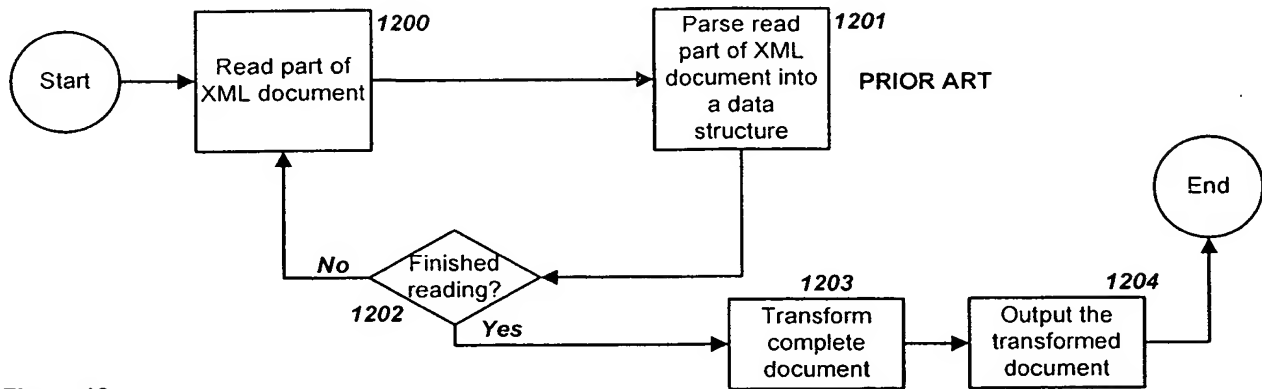 Start
1200
Read part of
XML document
1201
Parse read
part of XML
document into
a data
structure
PRIOR ART
End
No
Finished
reading?
1202
Yes
1203
Transform
complete
document
1204
Output the
transformed
document